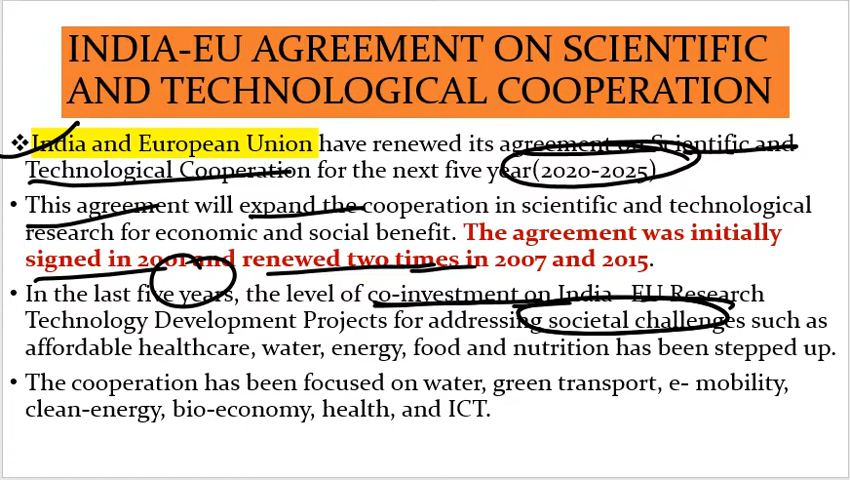 INDIA-EU AGREEMENT ON SCIENTIFIC
AND TECHNOLOGICAL COOPERATION
❖India and European Union have renewed its agreement on Scientific and
Technological Cooperation for the next five year(2020-2025)
• This agreement will expand the cooperation in scientific and technological
research for economic and social benefit. The agreement was initially
signed in 2001 and renewed two times in 2007 and 2015.
• In the last five years, the level of co-investment on India - EU Research
Technology Development Projects for addressing societal challenges such as
affordable healthcare, water, energy, food and nutrition has been stepped up.
• The cooperation has been focused on water, green transport, e- mobility,
clean-energy, bio-economy, health, and ICT.